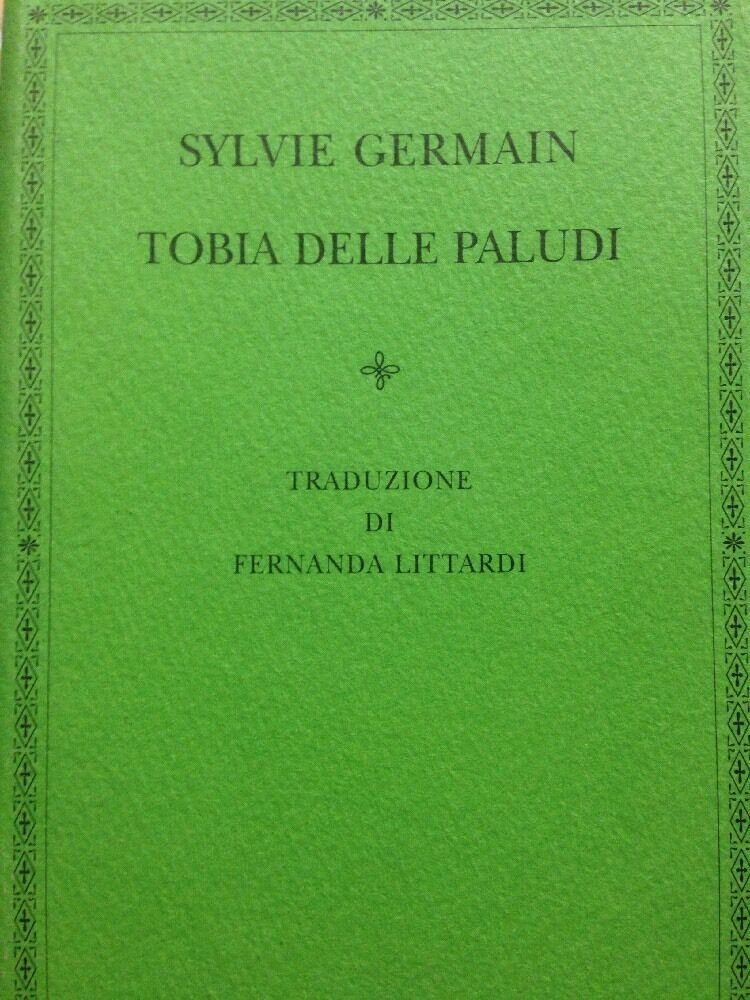 SYLVIE GERMAIN
TOBIA DELLE PALUDI
TRADUZIONE
DI
FERNANDA LITTARDI